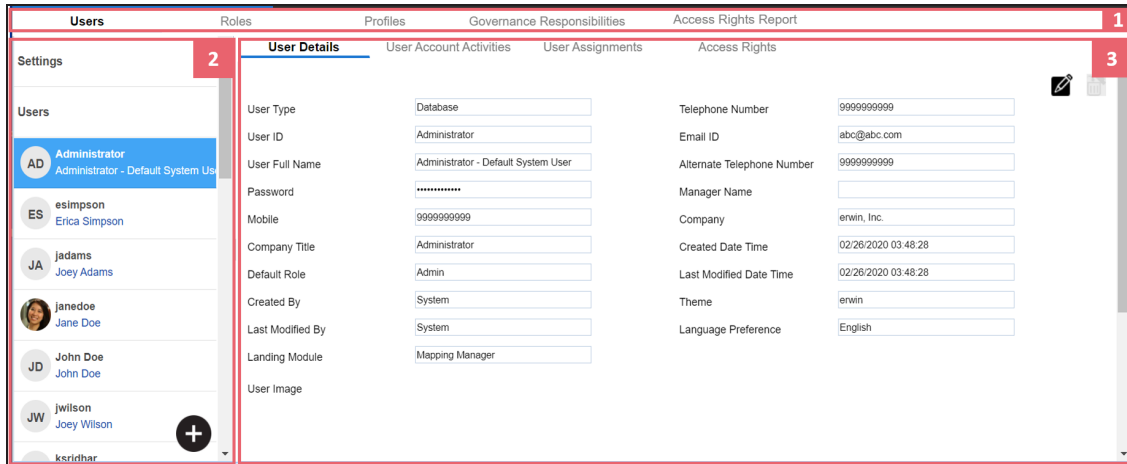 Users Roles Profiles Governance Responsibilities Access Rights Report 1
Settings 2
Users
AD Administrator
Administrator - Default System Us
ES esimpson
Erica Simpson
JA jadams
Joey Adams
janedoe
Jane Doe
JD John Doe
John Doe
JW jwilson
Joey Wilson
ksridhar
User Details User Account Activities User Assignments Access Rights 3
User Type Database Telephone Number 9999999999
User ID Administrator Email ID abc@abc.com
User Full Name Administrator - Default System User Alternate Telephone Number 9999999999
Password ••••••••••••• Manager Name
Mobile 9999999999 Company erwin, Inc.
Company Title Administrator Created Date Time 02/26/2020 03:48:28
Default Role Admin Last Modified Date Time 02/26/2020 03:48:28
Created By System Theme erwin
Last Modified By System Language Preference English
Landing Module Mapping Manager
User Image